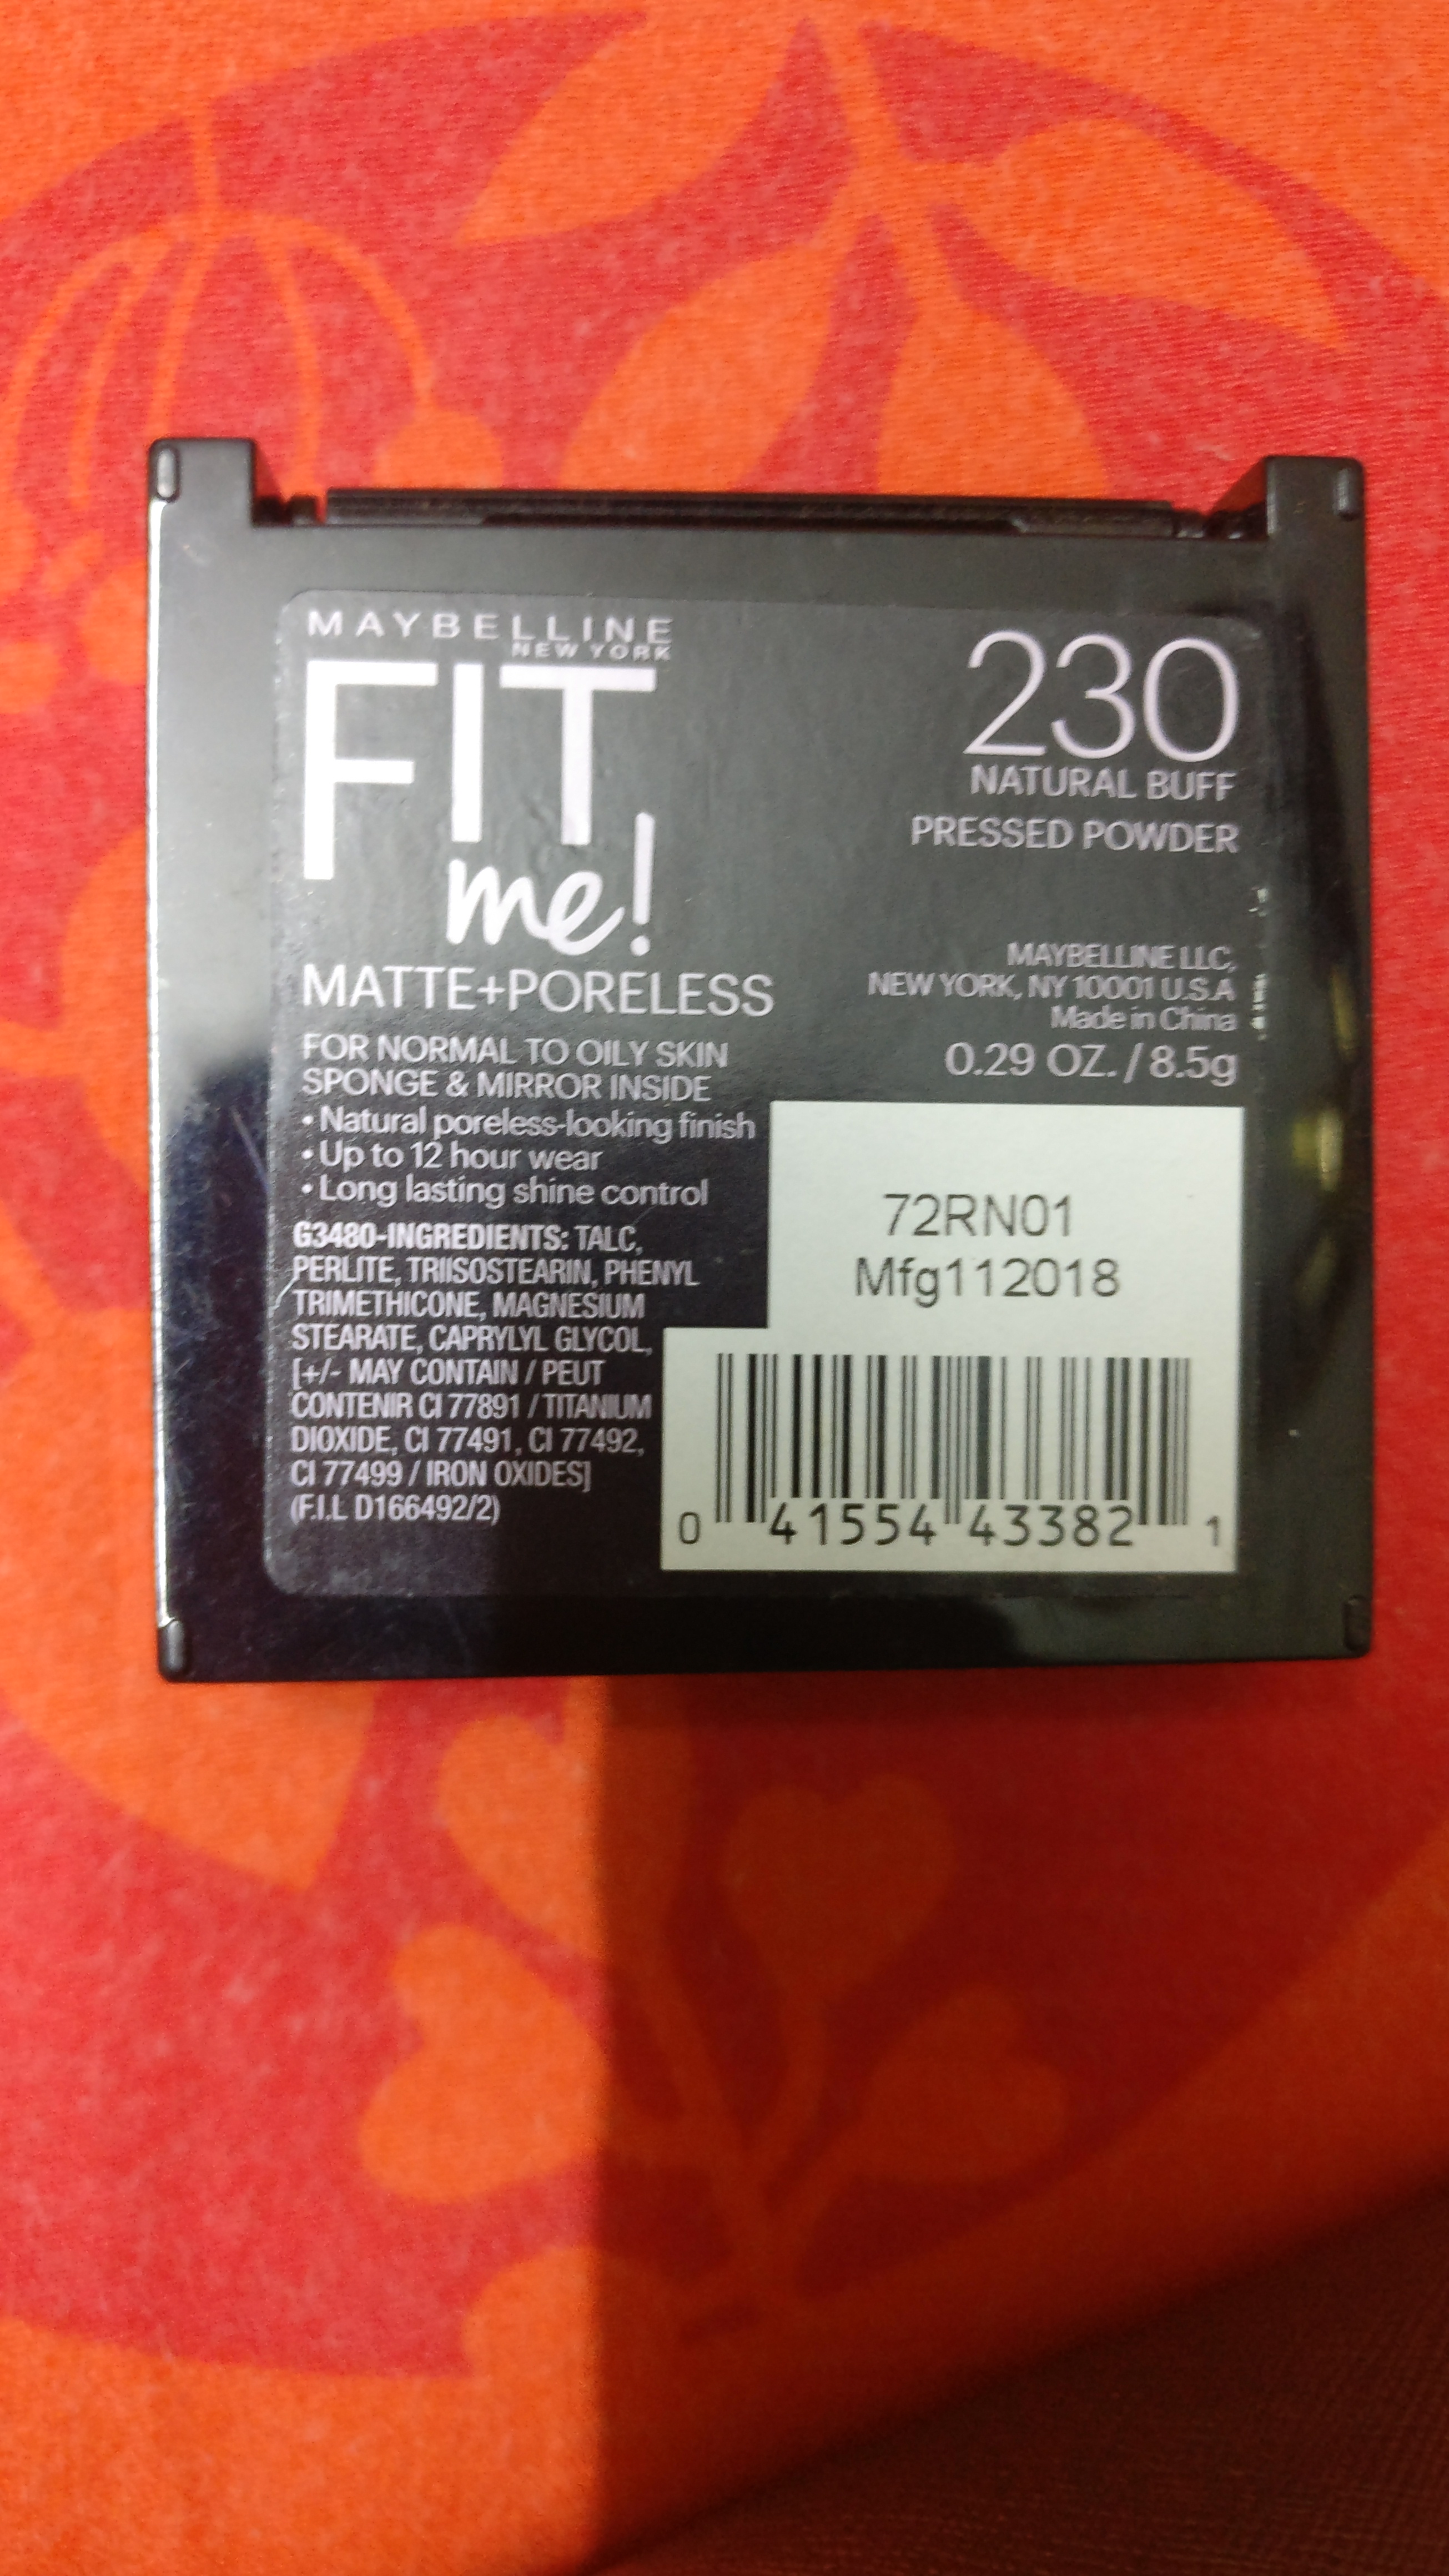 MAYBELLINE
NEW YORK
FIT
me!
MATTE+PORELESS
FOR NORMAL TO OILY SKIN
SPONGE & MIRROR INSIDE
• Natural poreless-looking finish
• Up to 12 hour wear
• Long lasting shine control
G3480-INGREDIENTS: TALC,
PERLITE, TRIISOSTEARIN, PHENYL
TRIMETHICONE, MAGNESIUM
STEARATE, CAPRYLYL GLYCOL,
[+/- MAY CONTAIN / PEUT
CONTENIR CI 77891 / TITANIUM
DIOXIDE, CI 77491, CI 77492,
CI 77499 / IRON OXIDES]
(F.I.L D166492/2)
230
NATURAL BUFF
PRESSED POWDER
MAYBELLINE LLC,
NEW YORK, NY 10001 U.S.A
Made in China
0.29 OZ. / 8.5g
72RN01
Mfg112018
0 41554 43382 1